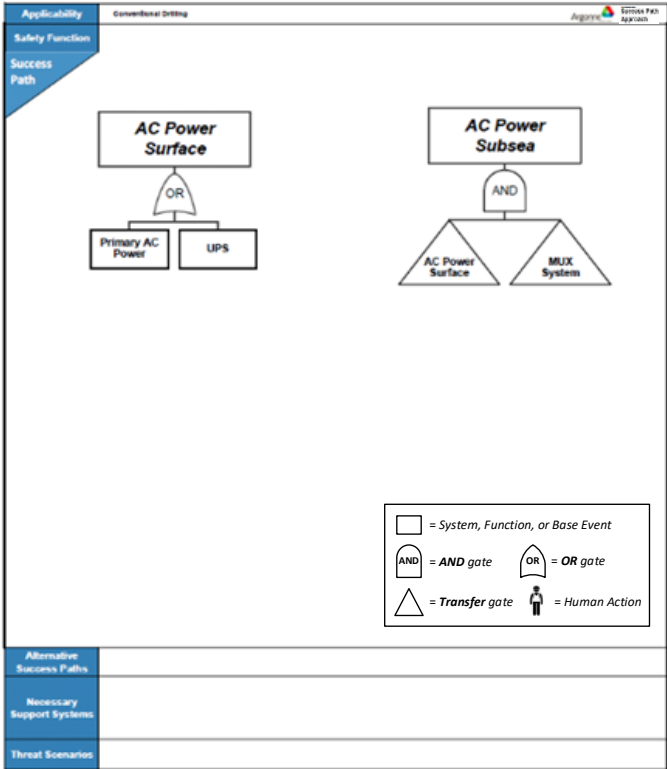 Applicability
Conventional Drilling
Argonne
Success Path
Approach
Safety Function
Success
Path
AC Power
Surface
OR
Primary AC
Power
UPS
AC Power
Subsea
AND
AC Power
Surface
MUX
System
= System, Function, or Base Event
AND
= AND gate
OR
= OR gate
= Transfer gate
= Human Action
Alternative
Success Paths
Necessary
Support Systems
Threat Scenarios